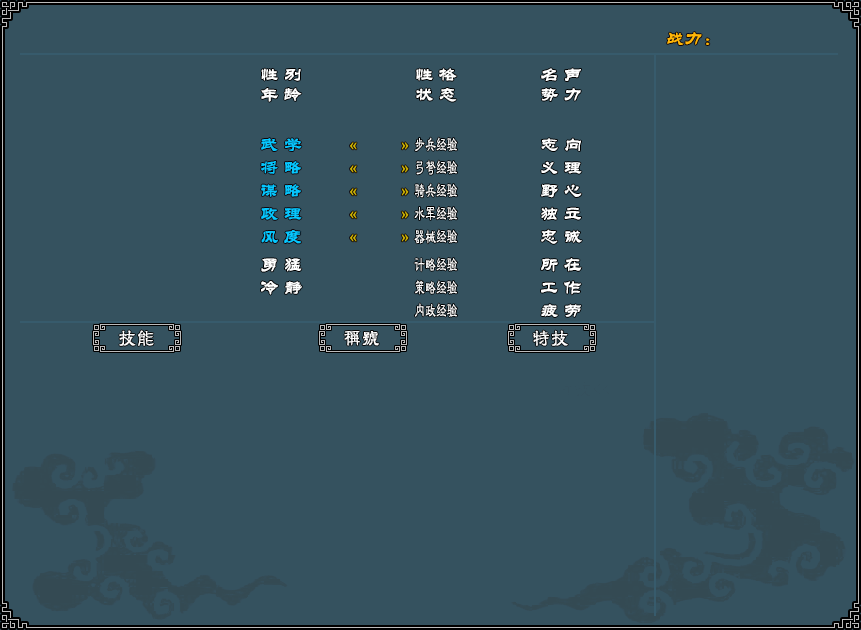 战力：
性别 性格 名声
年龄 状态 势力
武学 « » 步兵经验 志向
将略 « » 弓弩经验 义理
谋略 « » 骑兵经验 野心
政理 « » 水军经验 独立
风度 « » 器械经验 忠诚
勇猛 计略经验 所在
冷静 策略经验 工作
内政经验 疲劳
技能 稱號 特技